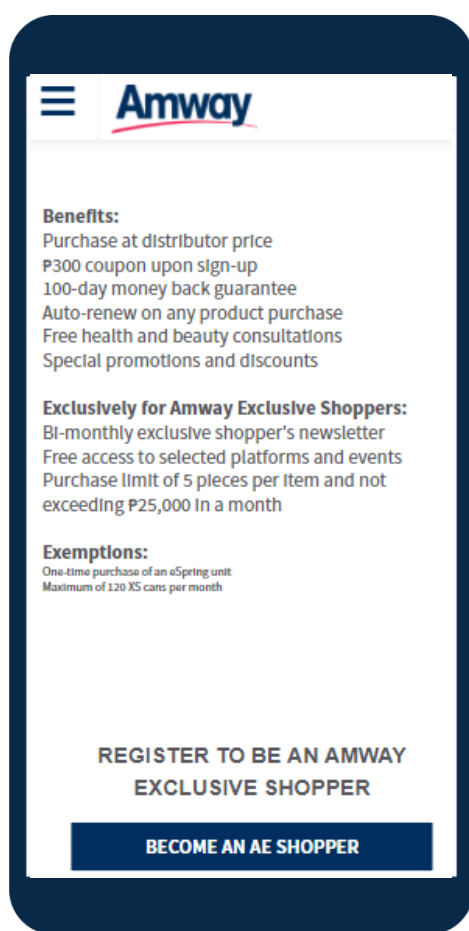 Amway
Benefits:
Purchase at distributor price
₱300 coupon upon sign-up
100-day money back guarantee
Auto-renew on any product purchase
Free health and beauty consultations
Special promotions and discounts
Exclusively for Amway Exclusive Shoppers:
Bi-monthly exclusive shopper's newsletter
Free access to selected platforms and events
Purchase limit of 5 pieces per item and not
exceeding ₱25,000 in a month
Exemptions:
One-time purchase of an eSpring unit
Maximum of 120 XS cans per month
REGISTER TO BE AN AMWAY
EXCLUSIVE SHOPPER
BECOME AN AE SHOPPER